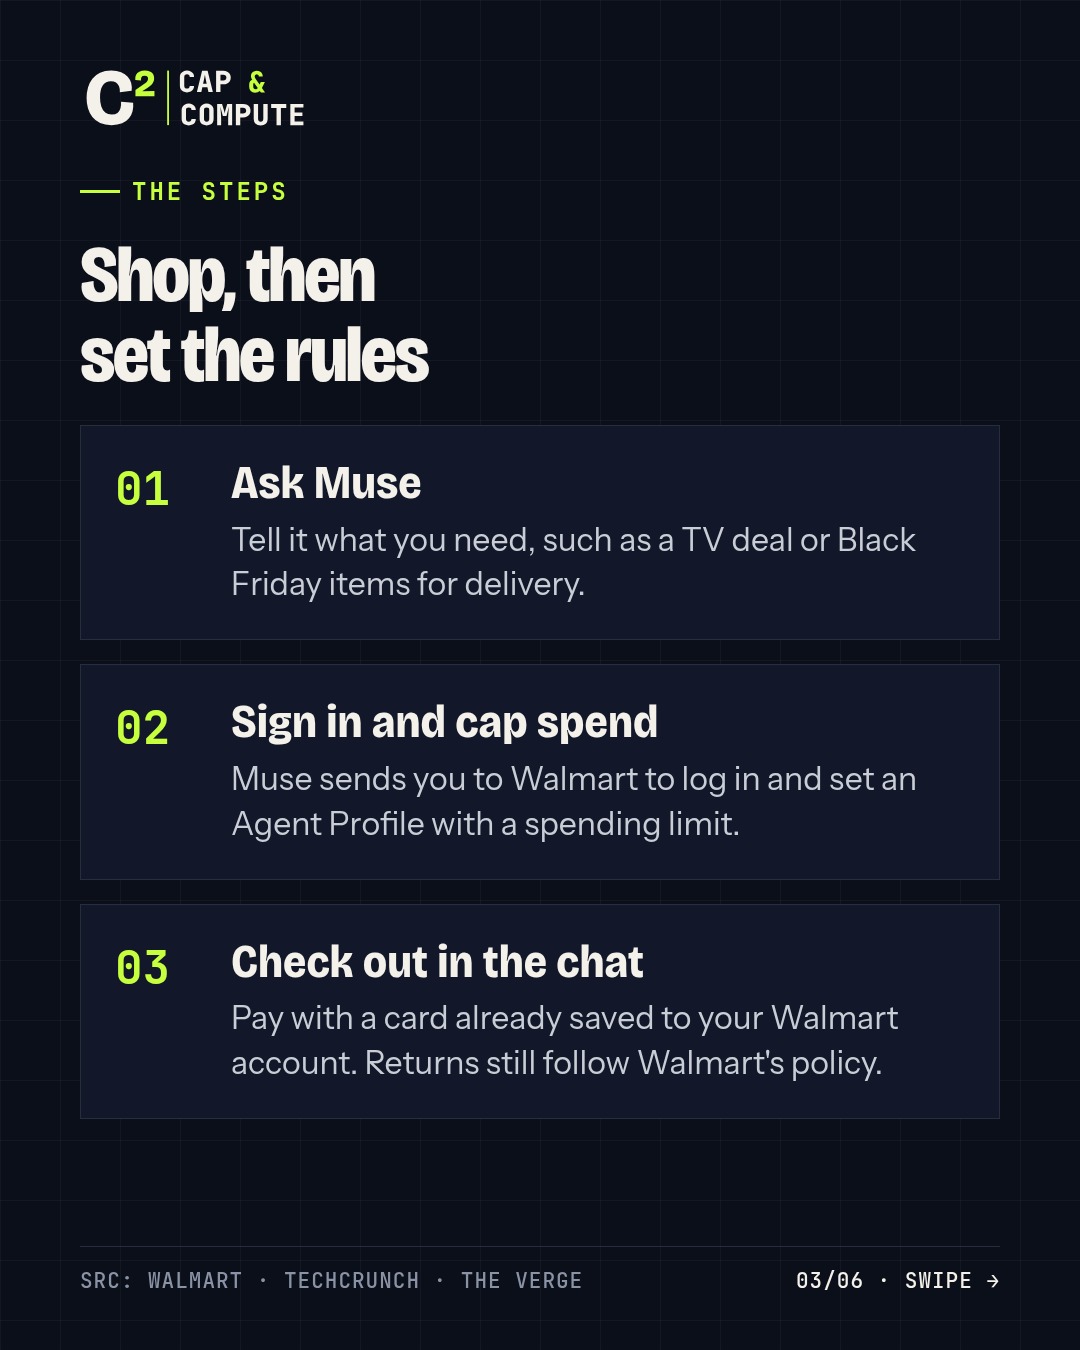 C² CAP &
COMPUTE
THE STEPS
Shop, then
set the rules
01 Ask Muse
Tell it what you need, such as a TV deal or Black
Friday items for delivery.
02 Sign in and cap spend
Muse sends you to Walmart to log in and set an
Agent Profile with a spending limit.
03 Check out in the chat
Pay with a card already saved to your Walmart
account. Returns still follow Walmart's policy.
SRC: WALMART · TECHCRUNCH · THE VERGE
03/06 · SWIPE →